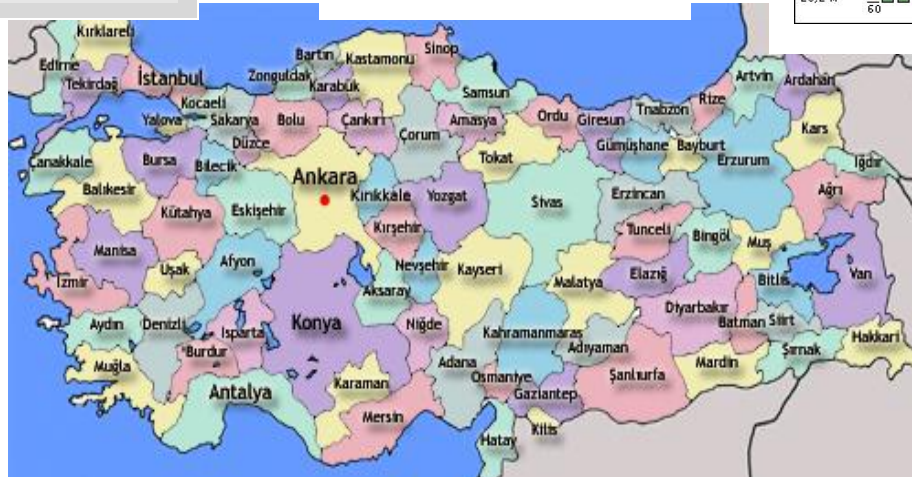 60
Kırklareli
Edirne
Tekirdağ
İstanbul
Kocaeli
Yalova
Sakarya
Düzce
Bolu
Zonguldak
Bartın
Karabük
Kastamonu
Sinop
Çankırı
Çorum
Samsun
Amasya
Tokat
Ordu
Giresun
Gümüşhane
Tnabzon
Bayburt
Rize
Artvin
Ardahan
Kars
Iğdır
Erzurum
Ağrı
Çanakkale
Balıkesir
Bursa
Bilecik
Kütahya
Eskişehir
Ankara
Kırıkkale
Kırşehir
Yozgat
Sivas
Erzincan
Tunceli
Bingöl
Muş
Bitlis
Van
Manisa
İzmir
Uşak
Afyon
Konya
Aksaray
Nevşehir
Kayseri
Niğde
Malatya
Elazığ
Diyarbakır
Batman
Siirt
Şırnak
Hakkari
Aydın
Denizli
Isparta
Burdur
Muğla
Antalya
Karaman
Mersin
Adana
Kahramanmaraş
Osmaniye
Adıyaman
Gaziantep
Şanlıurfa
Mardin
Kilis
Hatay